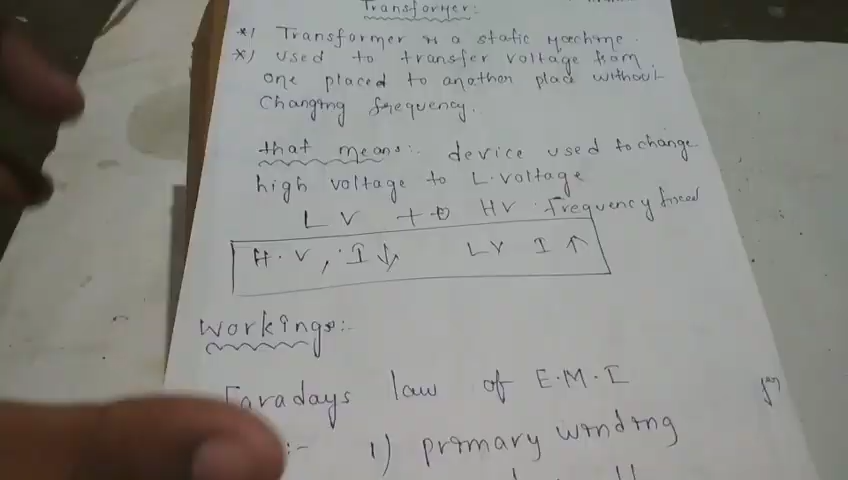 Transformer:
*) Transformer is a static Machine.
*) used to transfer voltage from
one placed to another place without
Changing frequency.
that means:- device used to change
high voltage to L.voltage
L V to HV frequency fixed
H.V, I↓ LV I ↑
Workings:-
Faradays law of E.M.I
:- 1) primary winding